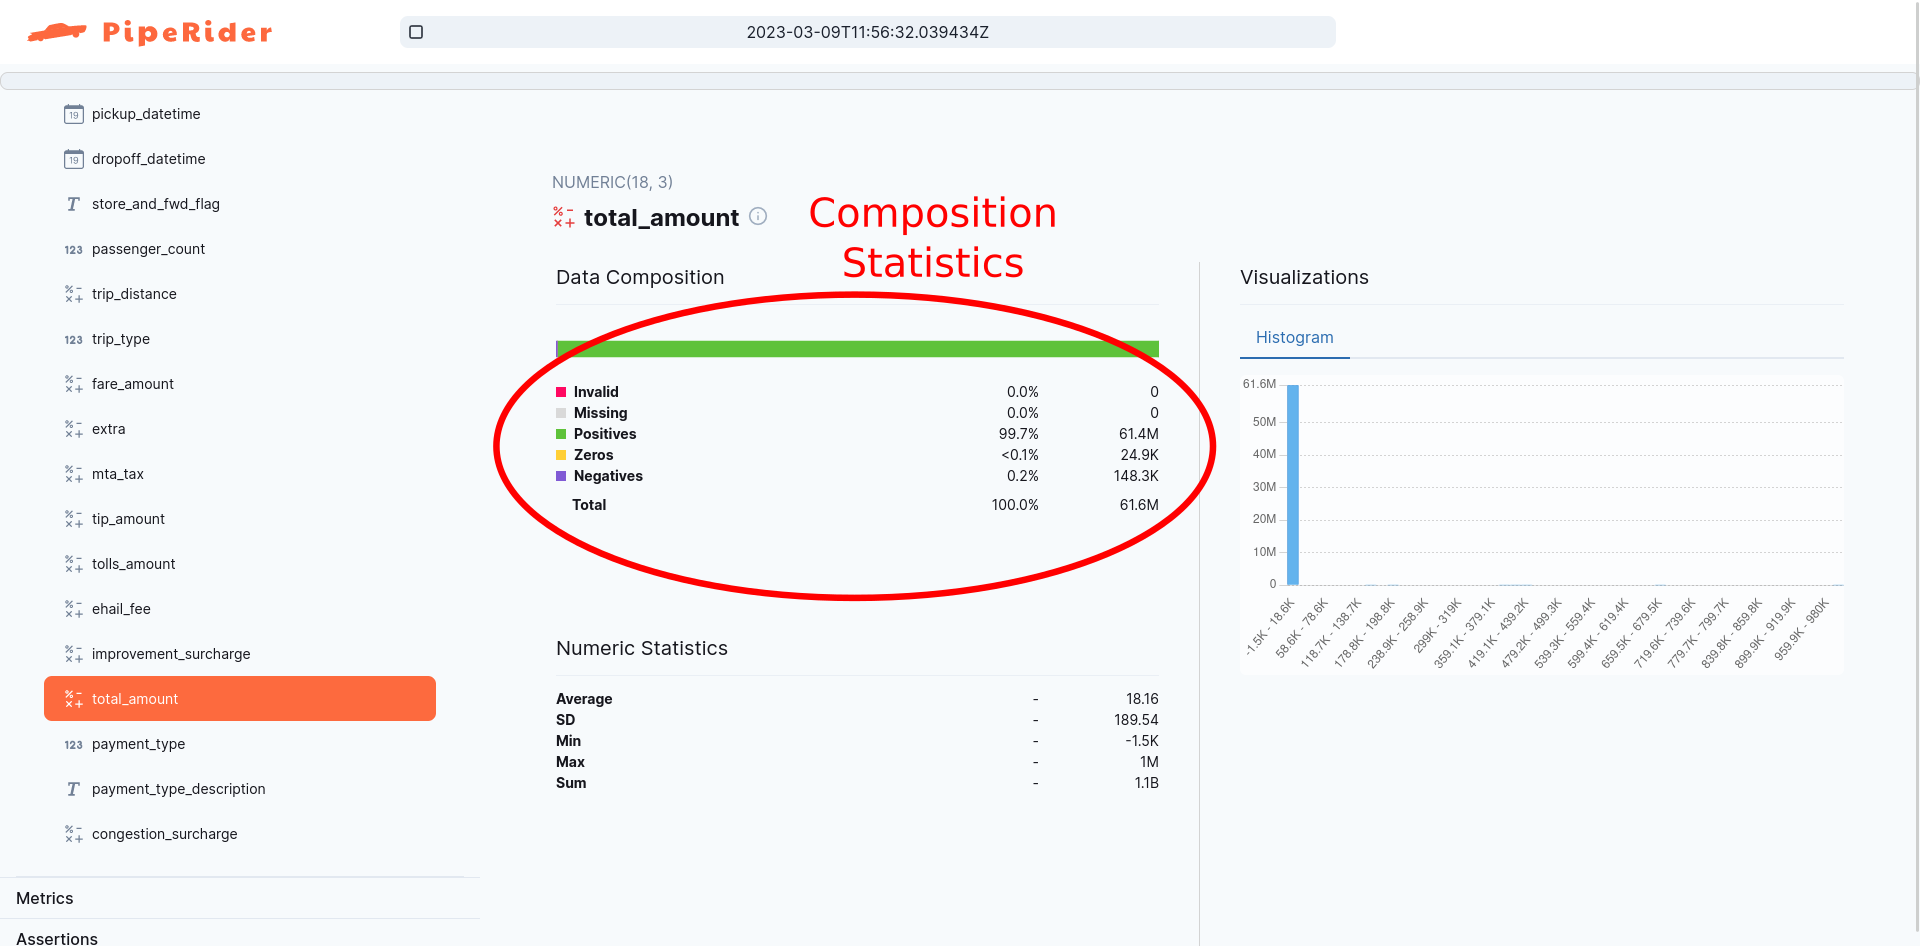 PipeRider
2023-03-09T11:56:32.039434Z
pickup_datetime
dropoff_datetime
store_and_fwd_flag
passenger_count
trip_distance
trip_type
fare_amount
extra
mta_tax
tip_amount
tolls_amount
ehail_fee
improvement_surcharge
total_amount
payment_type
payment_type_description
congestion_surcharge
Metrics
Assertions
NUMERIC(18, 3)
total_amount
Composition
Statistics
Data Composition
Invalid 0.0% 0
Missing 0.0% 0
Positives 99.7% 61.4M
Zeros <0.1% 24.9K
Negatives 0.2% 148.3K
Total 100.0% 61.6M
Numeric Statistics
Average - 18.16
SD - 189.54
Min - -1.5K
Max - 1M
Sum - 1.1B
Visualizations
Histogram
61.6M
50M
40M
30M
20M
10M
0
-1.5K - 18.6K
58.6K - 78.6K
118.7K - 138.7K
178.8K - 198.8K
238.9K - 258.9K
299K - 319K
359.1K - 379.1K
419.1K - 439.2K
479.2K - 499.3K
539.3K - 559.4K
599.4K - 619.4K
659.5K - 679.5K
719.6K - 739.6K
779.7K - 799.7K
839.8K - 859.8K
899.9K - 919.9K
959.9K - 980K